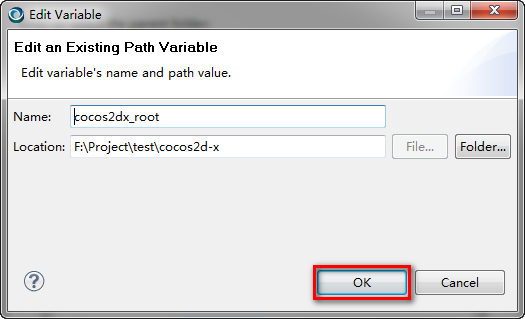 Edit Variable
Edit an Existing Path Variable
Edit variable's name and path value.
Name: cocos2dx_root
Location: F:\Project\test\cocos2d-x File... Folder...
? OK Cancel